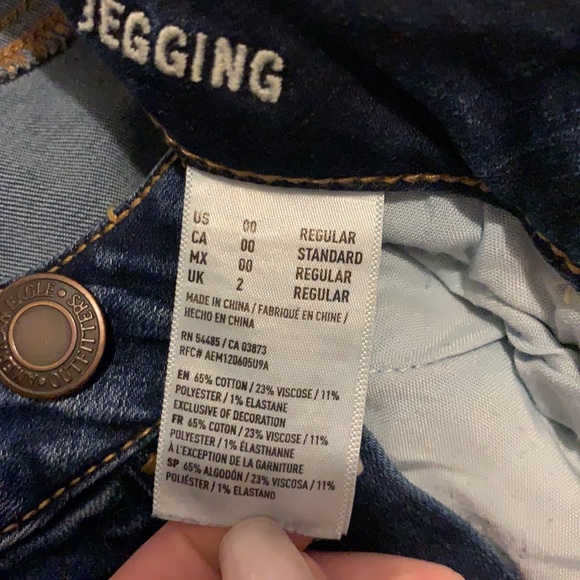 JEGGING
US 00 REGULAR
CA 00 STANDARD
MX 00 REGULAR
UK 2 REGULAR
MADE IN CHINA / FABRIQUÉ EN CHINE /
HECHO EN CHINA
RN 54485 / CA 03873
RFC# AEM120605U9A
EN 65% COTTON / 23% VISCOSE / 11%
POLYESTER / 1% ELASTANE
EXCLUSIVE OF DECORATION
FR 65% COTON / 23% VISCOSE / 11%
POLYESTER / 1% ÉLASTHANNE
À L'EXCEPTION DE LA GARNITURE
SP 65% ALGODÓN / 23% VISCOSA / 11%
POLIÉSTER / 1% ELASTANO
AMERICAN EAGLE • OUTFITTERS •